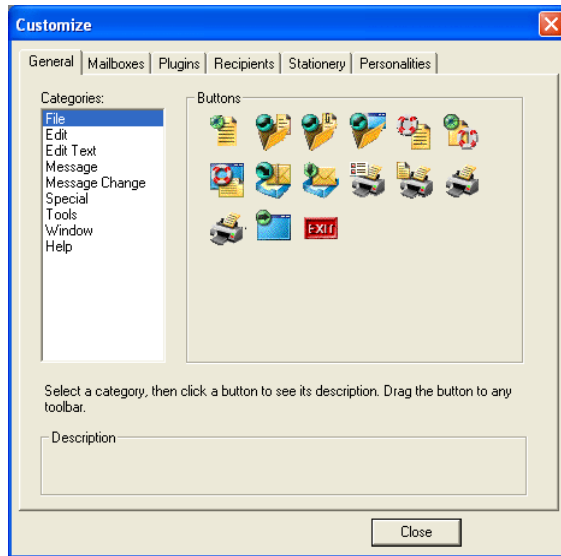 Customize
General
Mailboxes
Plugins
Recipients
Stationery
Personalities
Categories:
File
Edit
Edit Text
Message
Message Change
Special
Tools
Window
Help
Buttons
EXIT
Select a category, then click a button to see its description. Drag the button to any
toolbar.
Description
Close